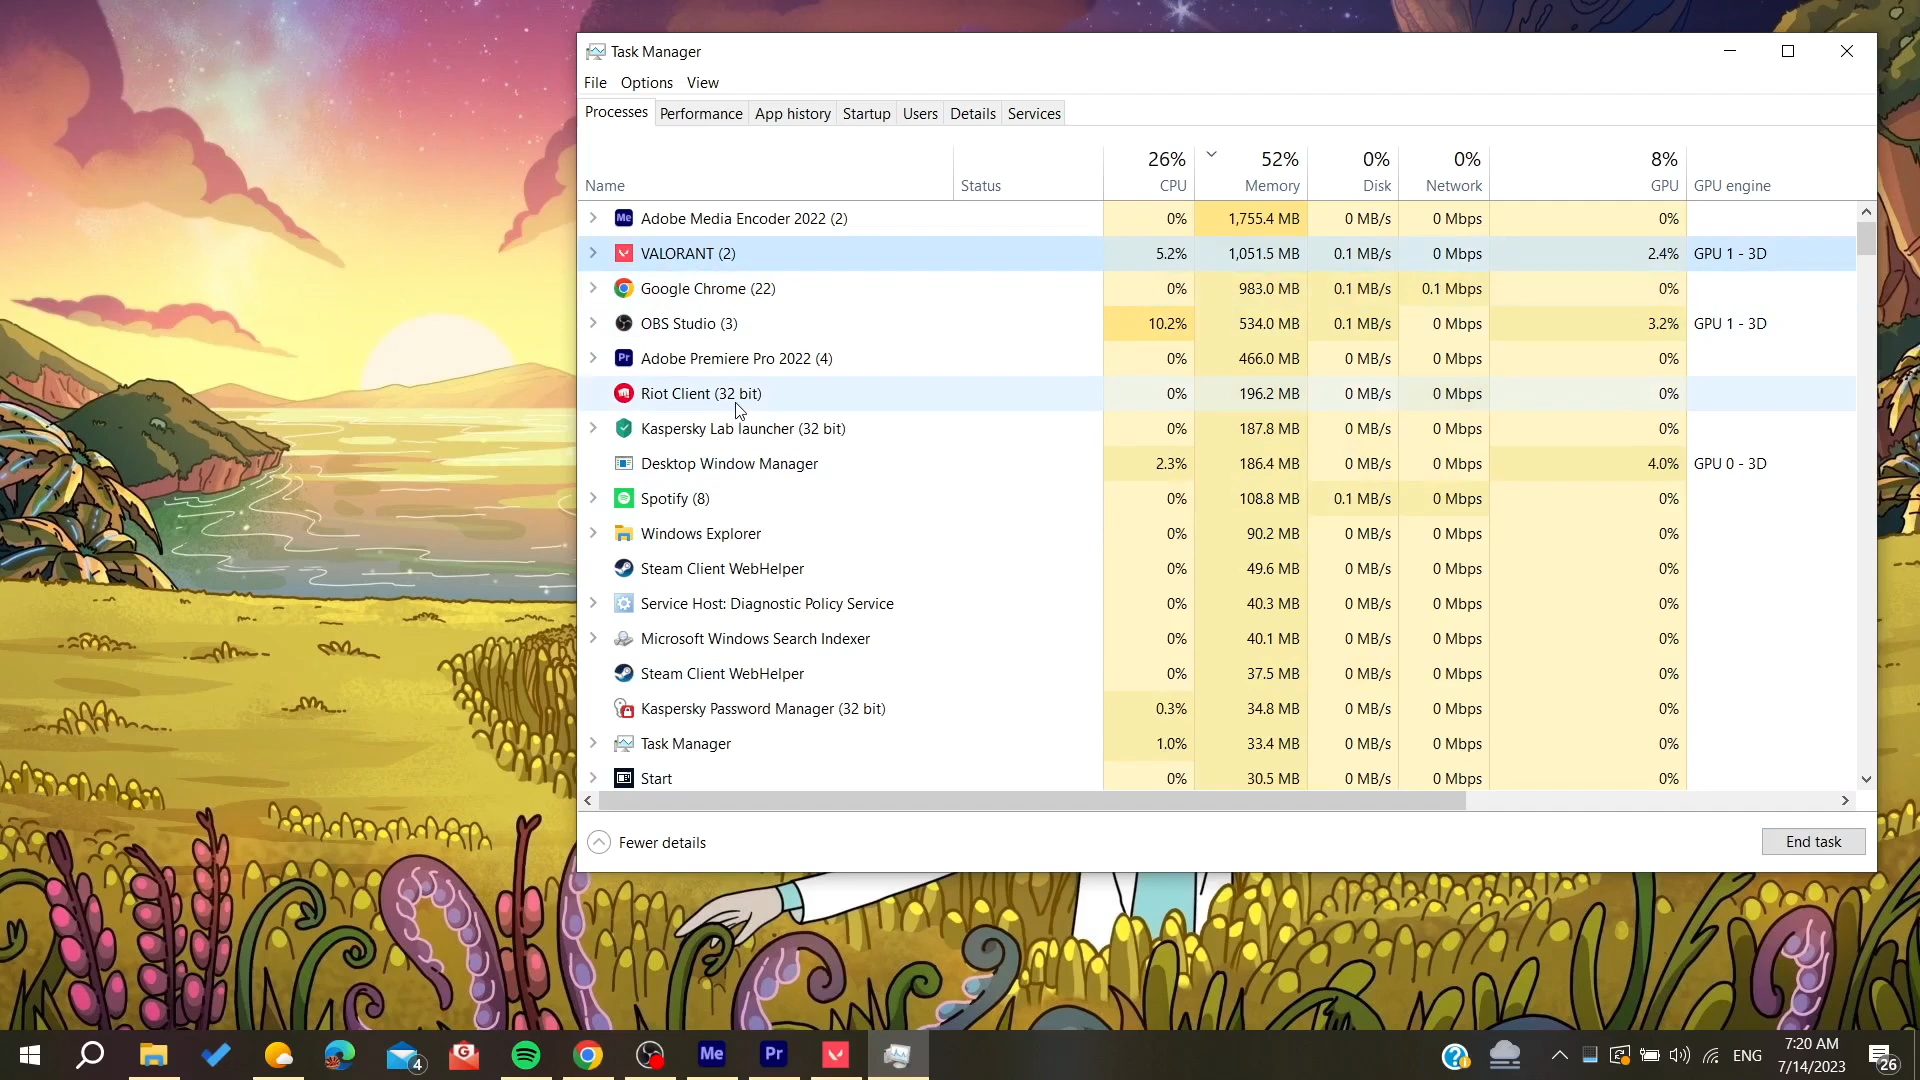 Task Manager
File Options View
Processes Performance App history Startup Users Details Services
26% 52% 0% 0% 8%
Name Status CPU Memory Disk Network GPU GPU engine
Me Adobe Media Encoder 2022 (2) 0% 1,755.4 MB 0 MB/s 0 Mbps 0%
VALORANT (2) 5.2% 1,051.5 MB 0.1 MB/s 0 Mbps 2.4% GPU 1 - 3D
Google Chrome (22) 0% 983.0 MB 0.1 MB/s 0.1 Mbps 0%
OBS Studio (3) 10.2% 534.0 MB 0.1 MB/s 0 Mbps 3.2% GPU 1 - 3D
Pr Adobe Premiere Pro 2022 (4) 0% 466.0 MB 0 MB/s 0 Mbps 0%
Riot Client (32 bit) 0% 196.2 MB 0 MB/s 0 Mbps 0%
Kaspersky Lab launcher (32 bit) 0% 187.8 MB 0 MB/s 0 Mbps 0%
Desktop Window Manager 2.3% 186.4 MB 0 MB/s 0 Mbps 4.0% GPU 0 - 3D
Spotify (8) 0% 108.8 MB 0.1 MB/s 0 Mbps 0%
Windows Explorer 0% 90.2 MB 0 MB/s 0 Mbps 0%
Steam Client WebHelper 0% 49.6 MB 0 MB/s 0 Mbps 0%
Service Host: Diagnostic Policy Service 0% 40.3 MB 0 MB/s 0 Mbps 0%
Microsoft Windows Search Indexer 0% 40.1 MB 0 MB/s 0 Mbps 0%
Steam Client WebHelper 0% 37.5 MB 0 MB/s 0 Mbps 0%
Kaspersky Password Manager (32 bit) 0.3% 34.8 MB 0 MB/s 0 Mbps 0%
Task Manager 1.0% 33.4 MB 0 MB/s 0 Mbps 0%
Start 0% 30.5 MB 0 MB/s 0 Mbps 0%
Fewer details End task
4 G Me Pr ENG 7:20 AM
7/14/2023 26